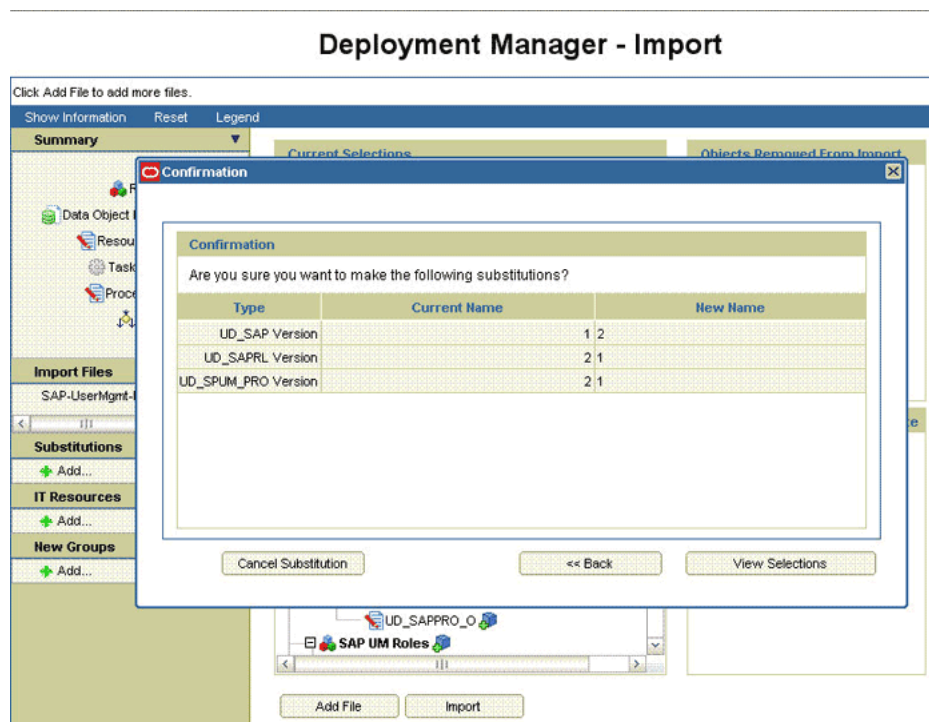 Deployment Manager - Import
Click Add File to add more files.
Show Information Reset Legend
Summary
Current Selections
Objects Removed From Import
Confirmation
Data Object
Resou
Task
Proce
Confirmation
Are you sure you want to make the following substitutions?
Type Current Name New Name
UD_SAP Version 1 2
UD_SAPRL Version 2 1
UD_SPUM_PRO Version 2 1
Import Files
SAP-UserMgmt-
Substitutions
Add...
IT Resources
Add...
New Groups
Add...
Cancel Substitution << Back View Selections
UD_SAPPRO_O
SAP UM Roles
Add File Import